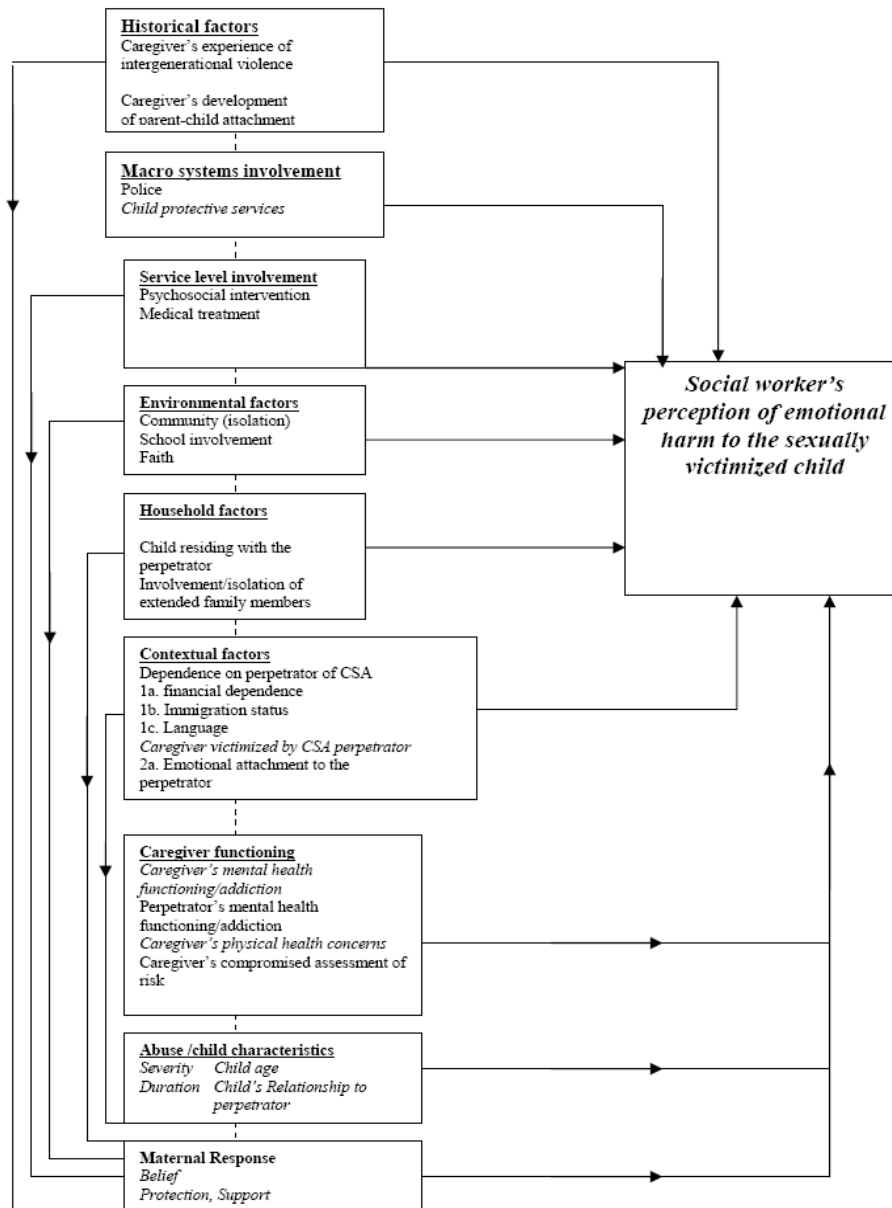 Historical factors
Caregiver's experience of
intergenerational violence
Caregiver's development
of parent-child attachment
Macro systems involvement
Police
Child protective services
Service level involvement
Psychosocial intervention
Medical treatment
Environmental factors
Community (isolation)
School involvement
Faith
Household factors
Child residing with the
perpetrator
Involvement/isolation of
extended family members
Contextual factors
Dependence on perpetrator of CSA
1a. financial dependence
1b. Immigration status
1c. Language
Caregiver victimized by CSA perpetrator
2a. Emotional attachment to the
perpetrator
Caregiver functioning
Caregiver's mental health
functioning/addiction
Perpetrator's mental health
functioning/addiction
Caregiver's physical health concerns
Caregiver's compromised assessment of
risk
Abuse /child characteristics
Severity Child age
Duration Child's Relationship to
perpetrator
Maternal Response
Belief
Protection, Support
Social worker's
perception of emotional
harm to the sexually
victimized child